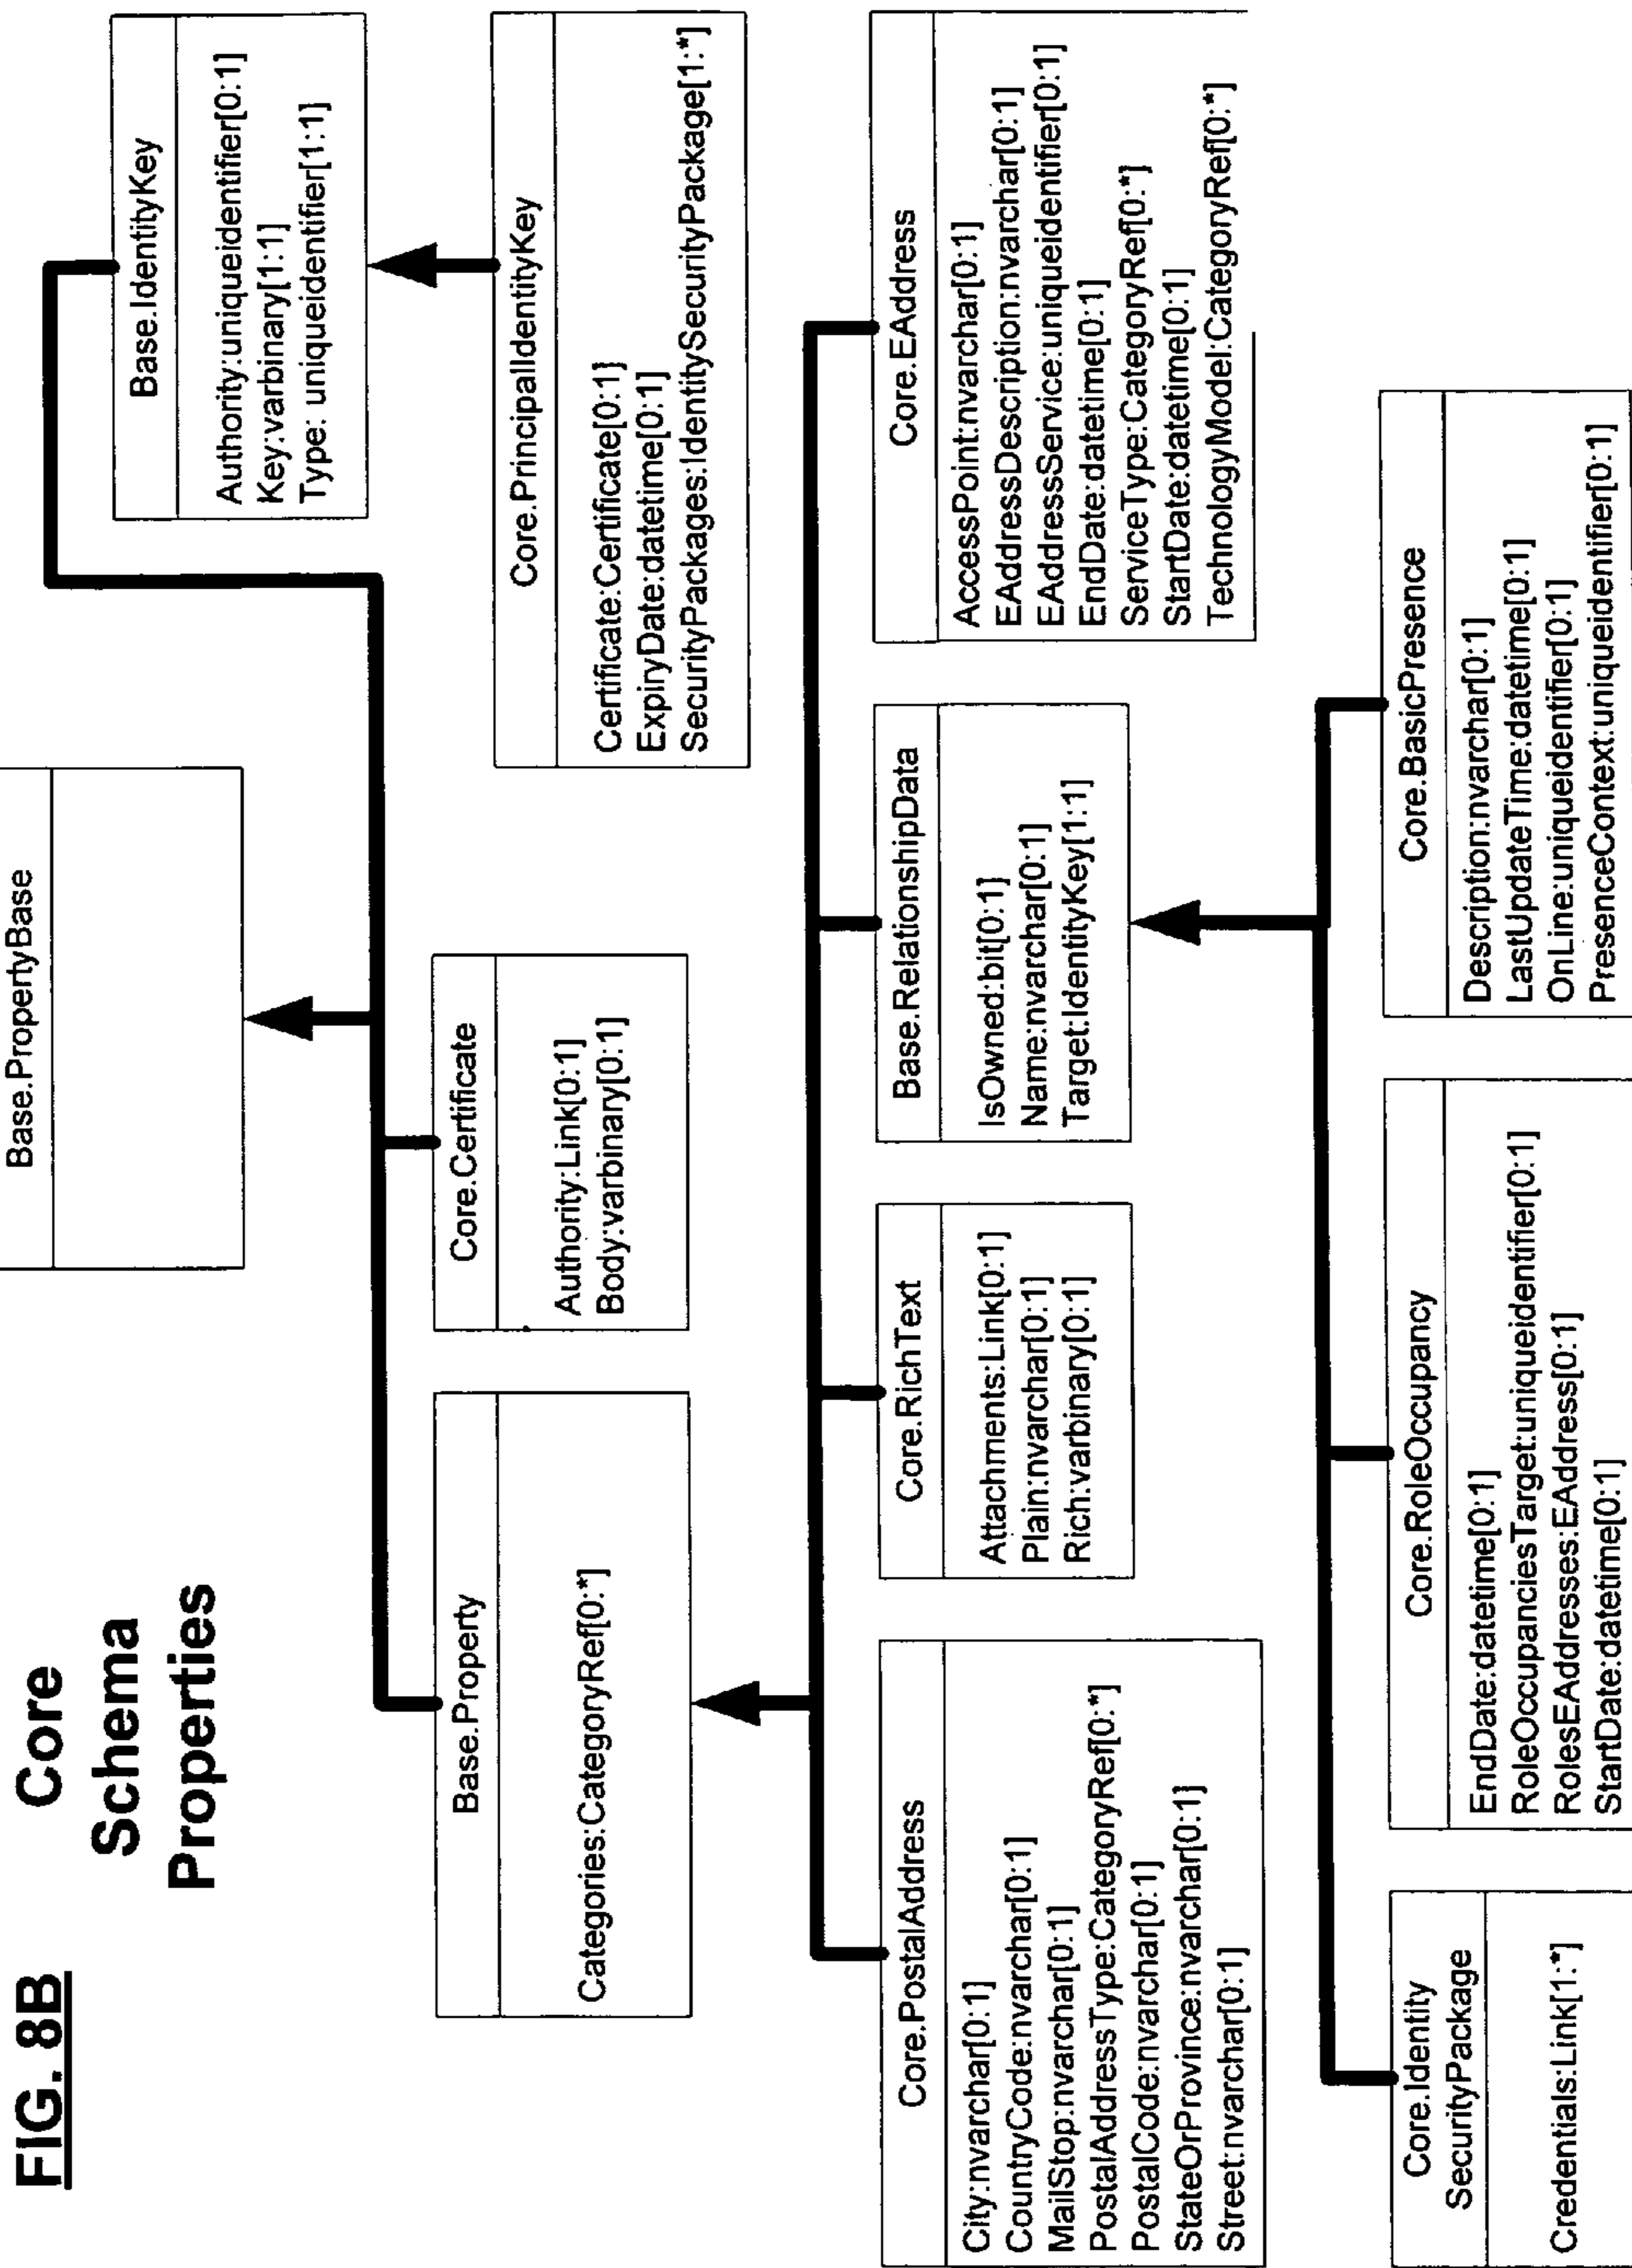 FIG. 8B
Core
Schema
Properties
Base.PropertyBase
Base.Property
Categories:CategoryRef[0:*]
Core.Certificate
Authority:Link[0:1]
Body:varbinary[0:1]
Base.IdentityKey
Authority:uniqueidentifier[0:1]
Key:varbinary[1:1]
Type: uniqueidentifier[1:1]
Core.PrincipalIdentityKey
Certificate:Certificate[0:1]
ExpiryDate:datetime[0:1]
SecurityPackages:IdentitySecurityPackage[1:*]
Core.PostalAddress
City:nvarchar[0:1]
CountryCode:nvarchar[0:1]
MailStop:nvarchar[0:1]
PostalAddressType:CategoryRef[0:*]
PostalCode:nvarchar[0:1]
StateOrProvince:nvarchar[0:1]
Street:nvarchar[0:1]
Core.RichText
Attachments:Link[0:1]
Plain:nvarchar[0:1]
Rich:varbinary[0:1]
Base.RelationshipData
IsOwned:bit[0:1]
Name:nvarchar[0:1]
Target:IdentityKey[1:1]
Core.EAddress
AccessPoint:nvarchar[0:1]
EAddressDescription:nvarchar[0:1]
EAddressService:uniqueidentifier[0:1]
EndDate:datetime[0:1]
ServiceType:CategoryRef[0:*]
StartDate:datetime[0:1]
TechnologyModel:CategoryRef[0:*]
Core.Identity
SecurityPackage
Credentials:Link[1:*]
Core.RoleOccupancy
EndDate:datetime[0:1]
RoleOccupanciesTarget:uniqueidentifier[0:1]
RolesEAddresses:EAddress[0:1]
StartDate:datetime[0:1]
Core.BasicPresence
Description:nvarchar[0:1]
LastUpdateTime:datetime[0:1]
OnLine:uniqueidentifier[0:1]
PresenceContext:uniqueidentifier[0:1]